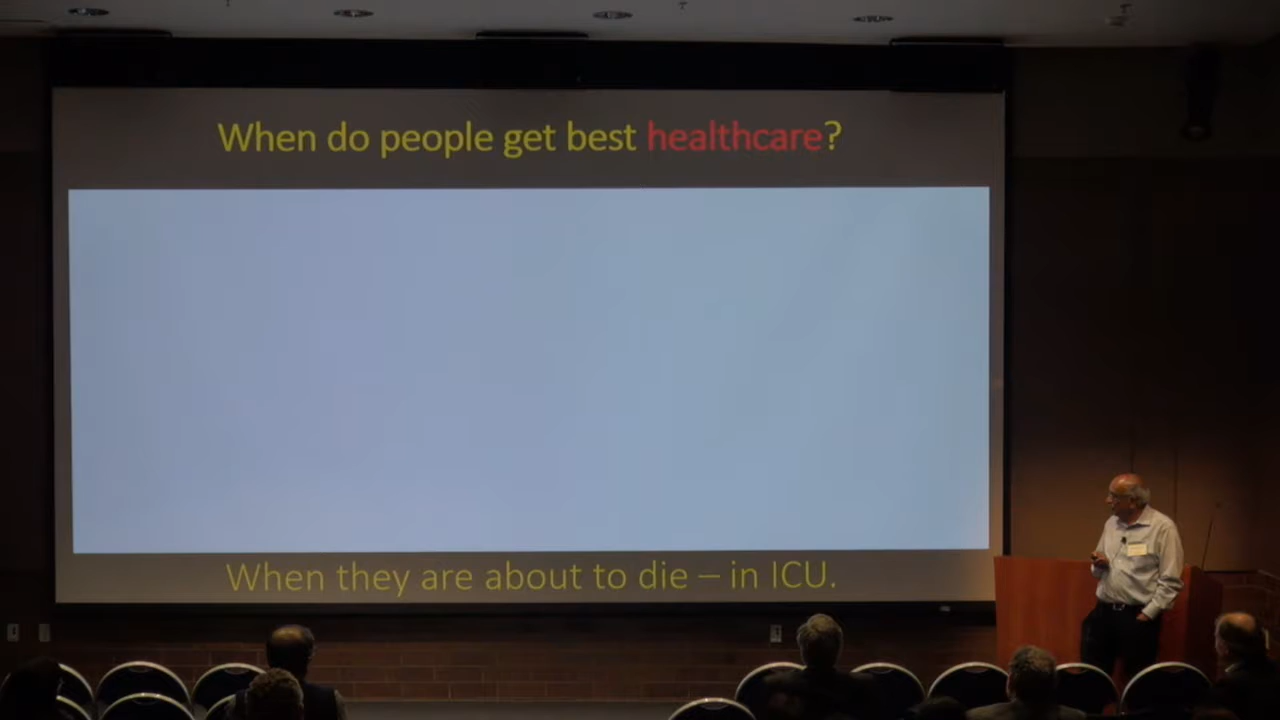 When do people get best healthcare?
When they are about to die – in ICU.